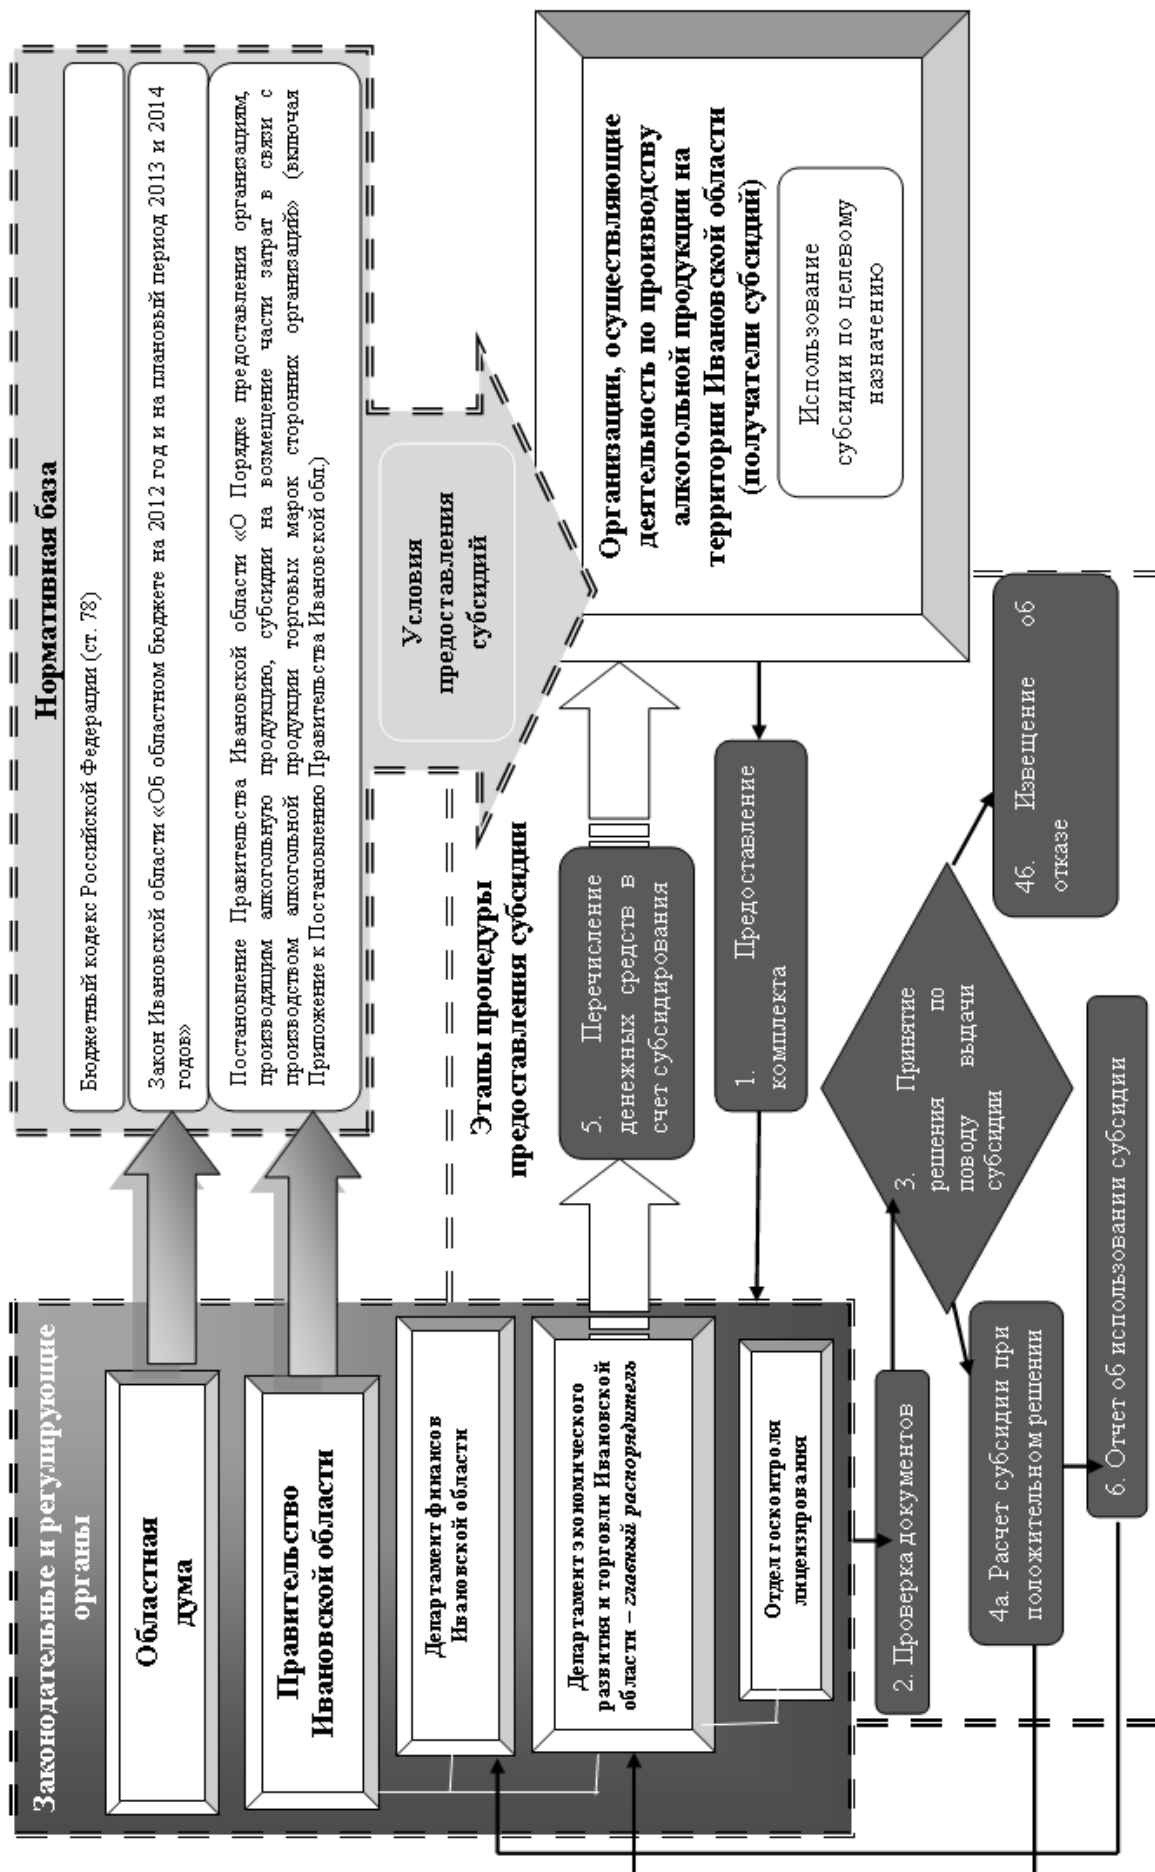 Законодательные и регулирующие
органы
Областная
дума
Правительство
Ивановской области
Департамент финансов
Ивановской области
Департамент экономического
развития и торговли Ивановской
области – главный распорядитель
Отдел госконтроля
лицензирования
Нормативная база
Бюджетный кодекс Российской Федерации (ст. 78)
Закон Ивановской области «Об областном бюджете на 2012 год и на плановый период 2013 и 2014
годов»
Постановление Правительства Ивановской области «О Порядке предоставления организациям,
производящим алкогольную продукцию, субсидии на возмещение части затрат в связи с
производством алкогольной продукции торговых марок сторонних организаций» (включая
Приложение к Постановлению Правительства Ивановской обл.)
Условия
предоставления
субсидий
Этапы процедуры
предоставления субсидии
Организации, осуществляющие
деятельность по производству
алкогольной продукции на
территории Ивановской области
(получатели субсидий)
Использование
субсидии по целевому
назначению
5. Перечисление
денежных средств в
счет субсидирования
1. Предоставление
комплекта
2. Проверка документов
3. Принятие
решения по
поводу выдачи
субсидии
4а. Расчет субсидии при
положительном решении
4б. Извещение об
отказе
6. Отчет об использовании субсидии